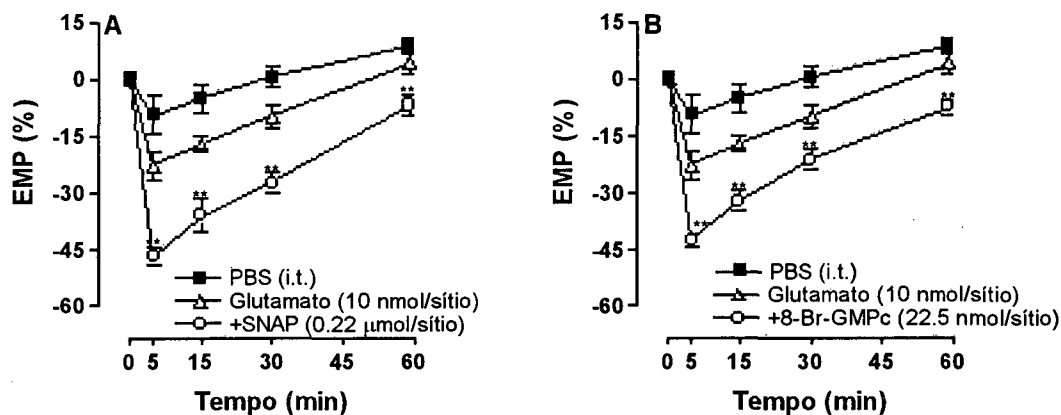 A
EMP (%)
15
0
-15
-30
-45
-60
**
**
**
**
PBS (i.t.)
Glutamato (10 nmol/sítio)
+SNAP (0.22 µmol/sítio)
0 5 15 30 45 60
Tempo (min)
B
EMP (%)
15
0
-15
-30
-45
-60
**
**
**
**
PBS (i.t.)
Glutamato (10 nmol/sítio)
+8-Br-GMPc (22.5 nmol/sítio)
0 5 15 30 45 60
Tempo (min)